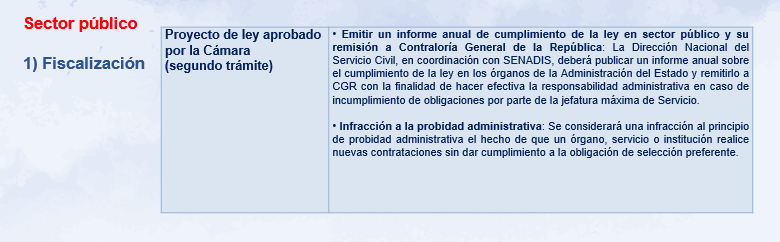 Sector público
1) Fiscalización
Proyecto de ley aprobado
por la Cámara
(segundo trámite)
• Emitir un informe anual de cumplimiento de la ley en sector público y su
remisión a Contraloría General de la República: La Dirección Nacional del
Servicio Civil, en coordinación con SENADIS, deberá publicar un informe anual sobre
el cumplimiento de la ley en los órganos de la Administración del Estado y remitirlo a
CGR con la finalidad de hacer efectiva la responsabilidad administrativa en caso de
incumplimiento de obligaciones por parte de la jefatura máxima de Servicio.
• Infracción a la probidad administrativa: Se considerará una infracción al principio
de probidad administrativa el hecho de que un órgano, servicio o institución realice
nuevas contrataciones sin dar cumplimiento a la obligación de selección preferente.